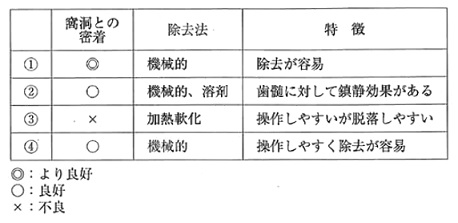 窩洞との密着 除去法 特徴
① ◎ 機械的 除去が容易
② ○ 機械的、溶剤 歯髄に対して鎮静効果がある
③ × 加熱軟化 操作しやすいが脱落しやすい
④ ○ 機械的 操作しやすく除去が容易
◎：より良好
○：良好
×：不良